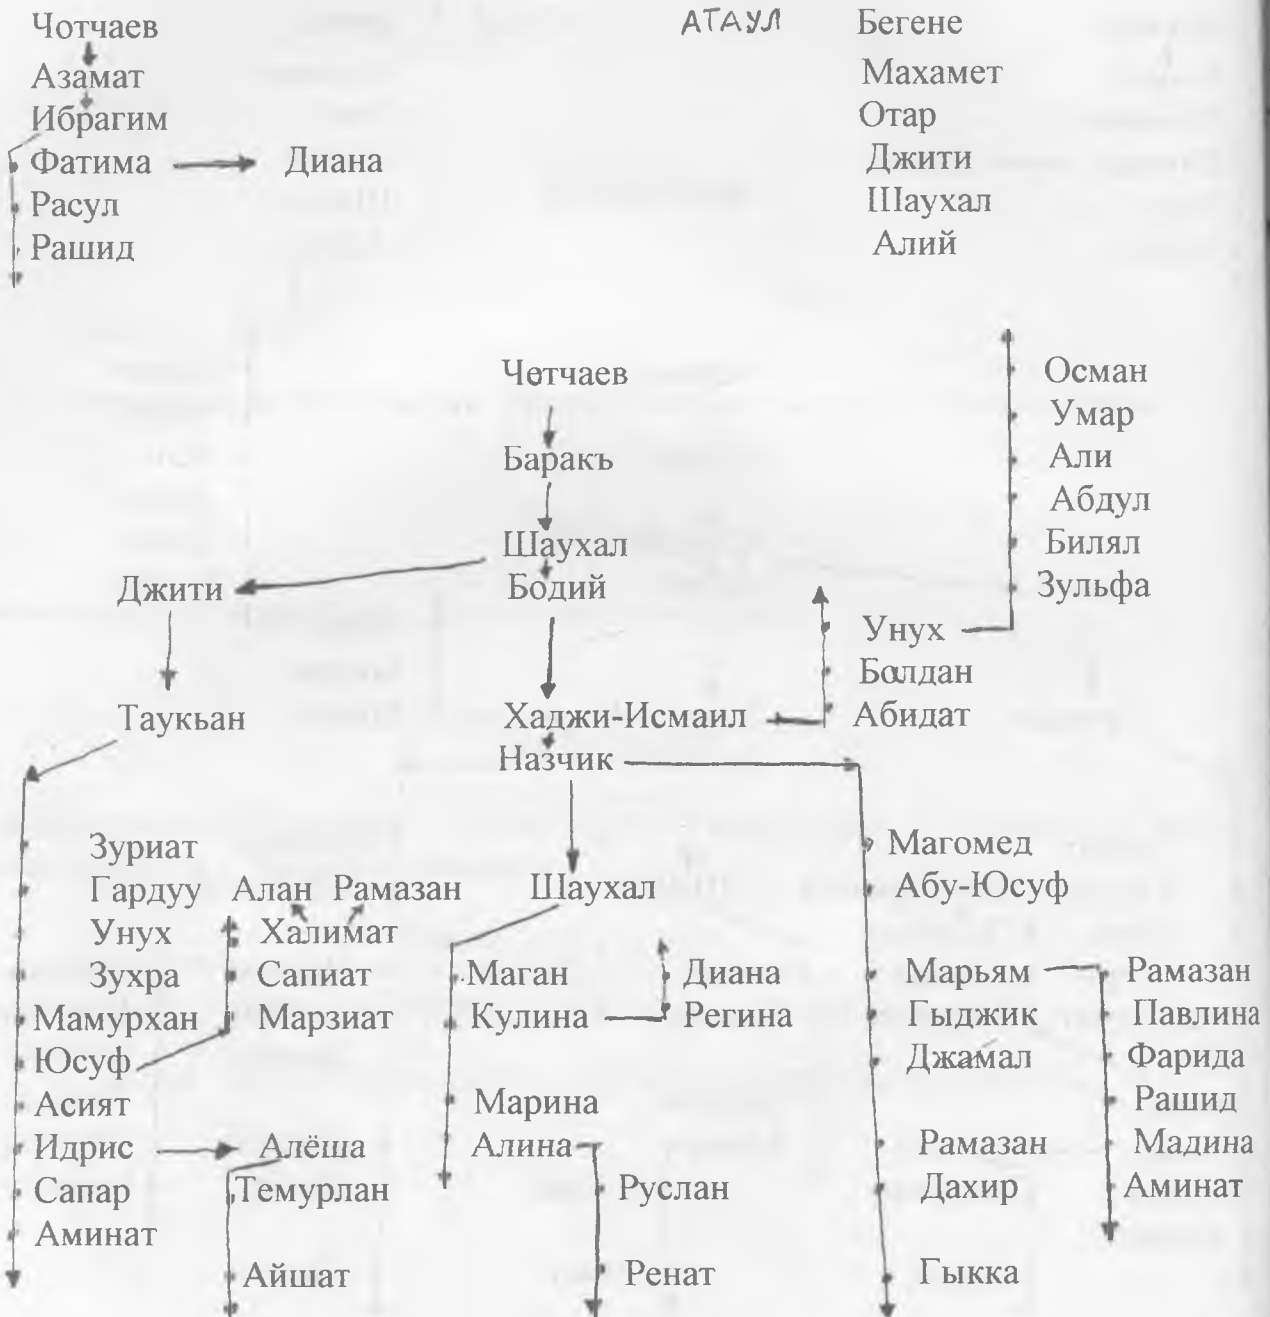 Чотчаев АТАУЛ Бегене
Азамат Махамет
Ибрагим Отар
Фатима Диана Джити
Расул Шаухал
Рашид Алий
Чотчаев Осман
Умар
Баракъ Али
Абдул
Шаухал Билял
Джити Бодий Зульфа
Унух
Болдан
Таукьан Хаджи-Исмаил Абидат
Назчик
Зуриат Магомед
Гардуу Алан Рамазан Шаухал Абу-Юсуф
Унух Халимат
Зухра Сапиат Маган Диана Марьям Рамазан
Мамурхан Марзиат Кулина Регина Гыджик Павлина
Юсуф Джамал Фарида
Асият Марина Рашид
Идрис Алёша Алина Рамазан Мадина
Сапар Темурлан Руслан Дахир Аминат
Аминат
Айшат Ренат Гыкка